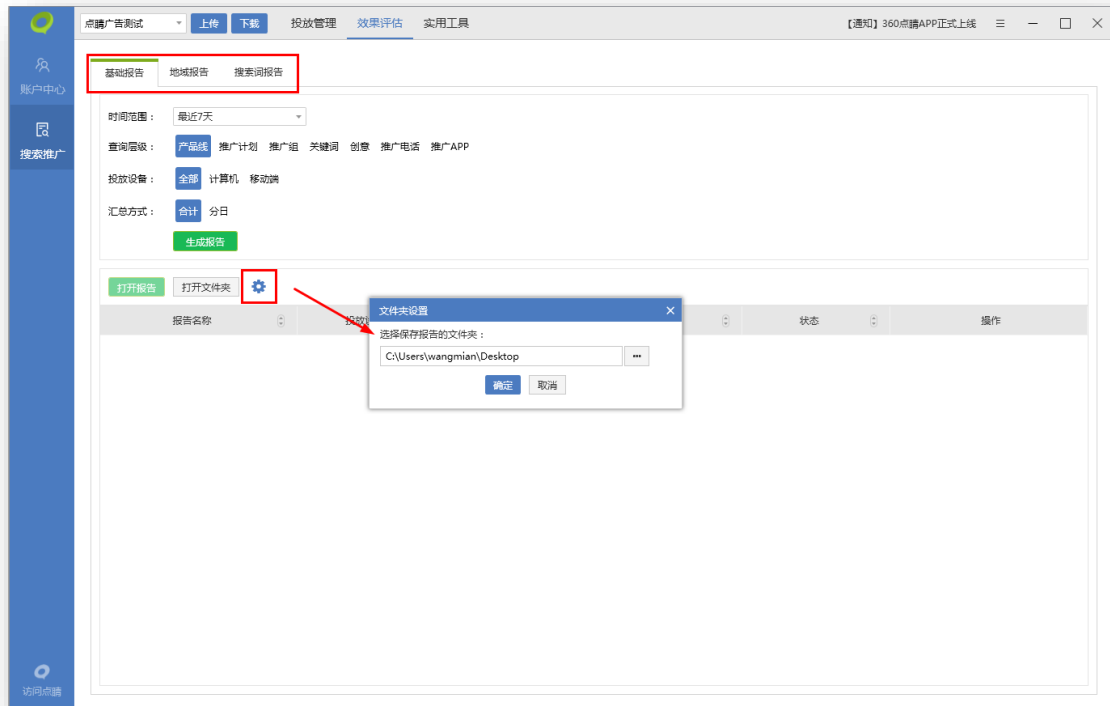 点睛广告测试 上传 下载 投放管理 效果评估 实用工具 【通知】360点睛APP正式上线
账户中心
搜索推广
基础报告 地域报告 搜索词报告
时间范围： 最近7天
查询层级： 产品线 推广计划 推广组 关键词 创意 推广电话 推广APP
投放设备： 全部 计算机 移动端
汇总方式： 合计 分日
生成报告
打开报告 打开文件夹
报告名称 投放 状态 操作
文件夹设置
选择保存报告的文件夹：
C:\Users\wangmian\Desktop ...
确定 取消
访问点睛